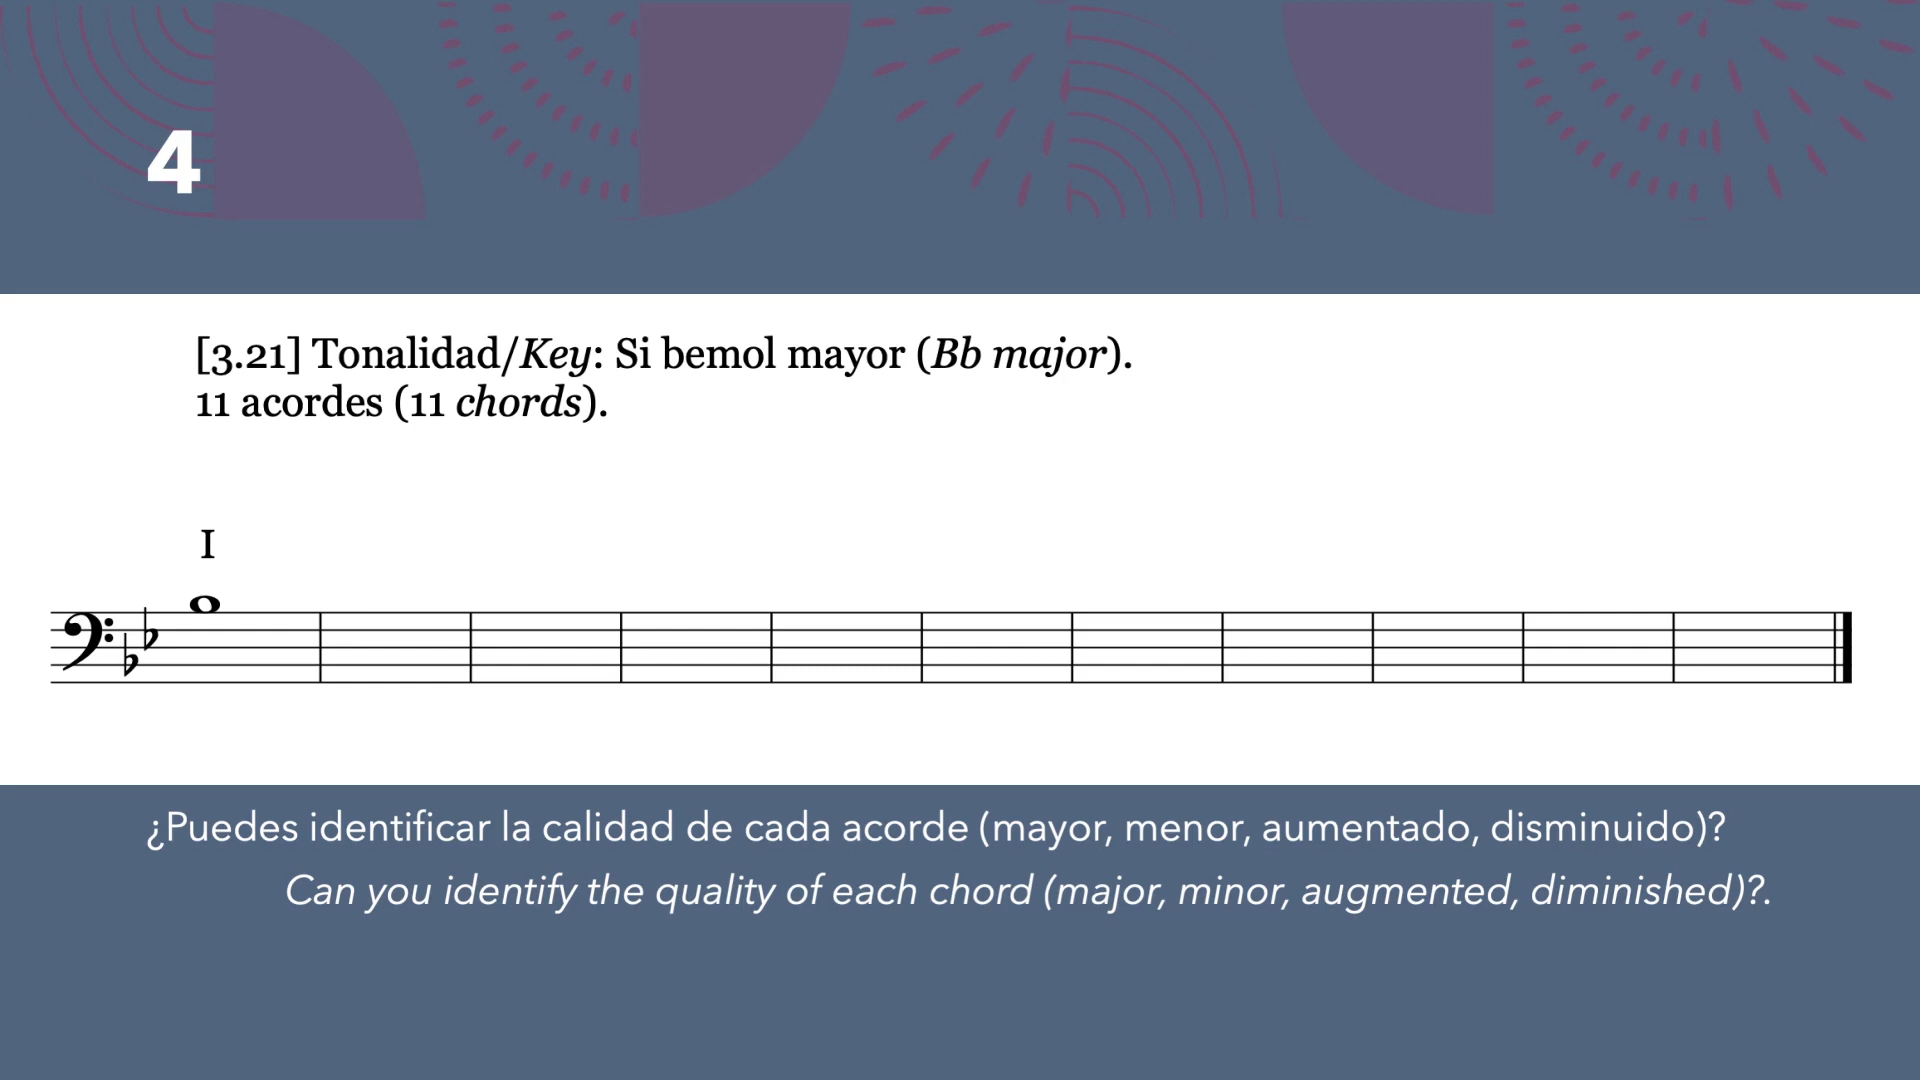 4
[3.21] Tonalidad/Key: Si bemol mayor (Bb major).
11 acordes (11 chords).
I
¿Puedes identificar la calidad de cada acorde (mayor, menor, aumentado, disminuido)?
Can you identify the quality of each chord (major, minor, augmented, diminished)?.